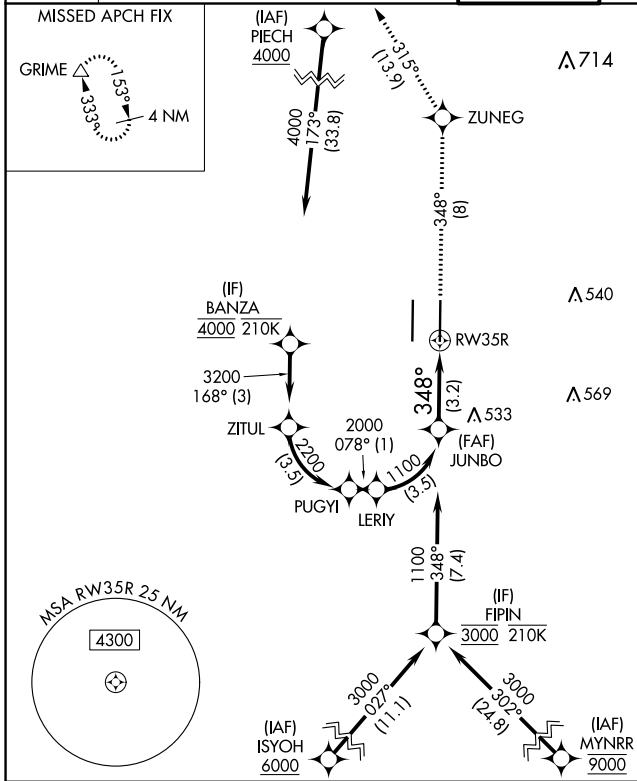 MISSED APCH FIX
GRIME
153°
333°
4 NM
(IAF)
PIECH
4000
4000
173°
(33.8)
315°
(13.9)
714
ZUNEG
348°
(8)
540
(IF)
BANZA
4000 210K
RW35R
3200
168° (3)
348°
(3.2)
569
533
ZITUL
2000
078° (1)
(FAF)
JUNBO
2200
(3.5)
1100
(3.5)
PUGYI
LERIY
1100
348°
(7.4)
MSA RW35R 25 NM
4300
(IF)
FIPIN
3000 210K
3000
027°
(11.1)
3000
302°
(24.8)
(IAF)
ISYOH
6000
(IAF)
MYNRR
9000